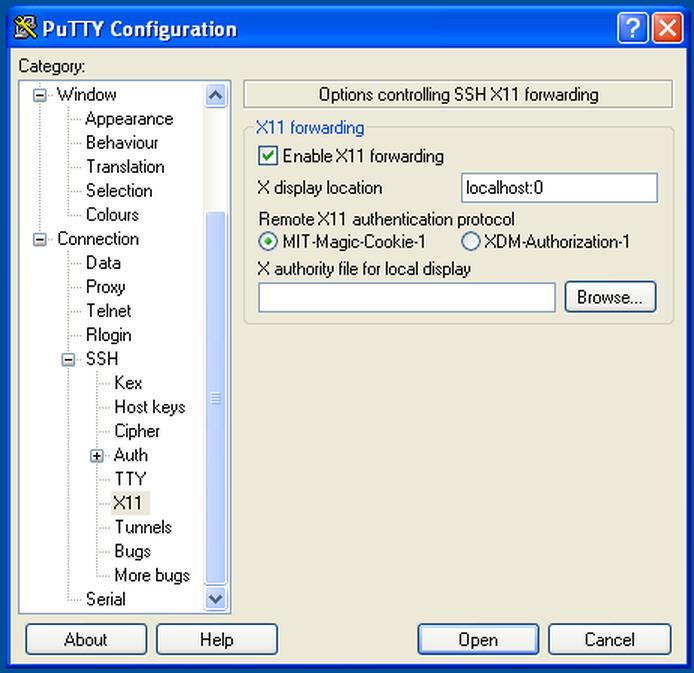 PuTTY Configuration
Category:
Window
Appearance
Behaviour
Translation
Selection
Colours
Connection
Data
Proxy
Telnet
Rlogin
SSH
Kex
Host keys
Cipher
Auth
TTY
X11
Tunnels
Bugs
More bugs
Serial
Options controlling SSH X11 forwarding
X11 forwarding
Enable X11 forwarding
X display location localhost:0
Remote X11 authentication protocol
MIT-Magic-Cookie-1 XDM-Authorization-1
X authority file for local display
Browse...
About Help Open Cancel